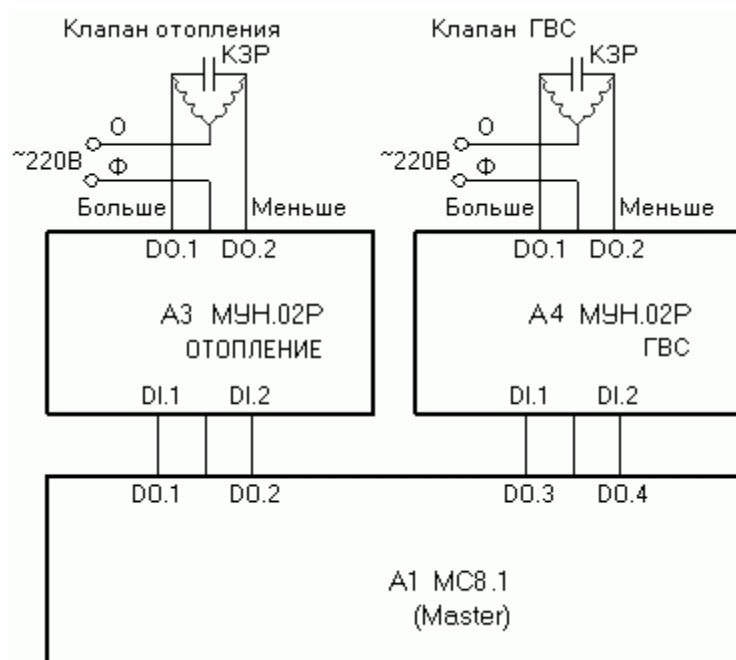 Клапан отопления
Клапан ГВС
КЗР
КЗР
О
О
~220В
~220В
Ф
Ф
Больше
Меньше
Больше
Меньше
DO.1 DO.2
DO.1 DO.2
А3 МУН.02Р
ОТОПЛЕНИЕ
А4 МУН.02Р
ГВС
DI.1 DI.2
DI.1 DI.2
DO.1 DO.2
DO.3 DO.4
А1 МС8.1
(Master)